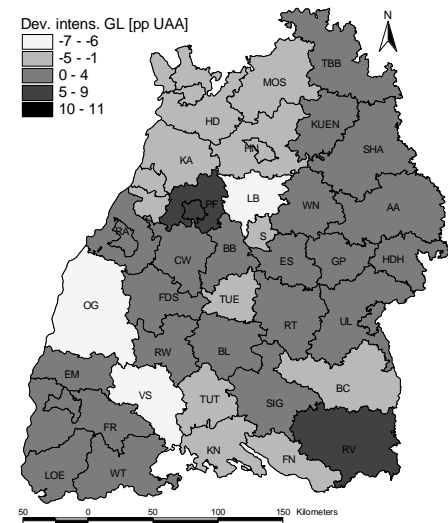 Dev. intens. GL [pp UAA]
-7 - -6
-5 - -1
0 - 4
5 - 9
10 - 11
N
TBB
MOS
HD
KUEN
HN
SHA
KA
PF
LB
WN
AA
RA
S
CW
BB
ES
GP
HDH
OG
FDS
TUE
RT
UL
RW
BL
EM
VS
TUT
SIG
BC
FR
KN
FN
RV
LOE
WT
50 0 50 100 150 Kilometers